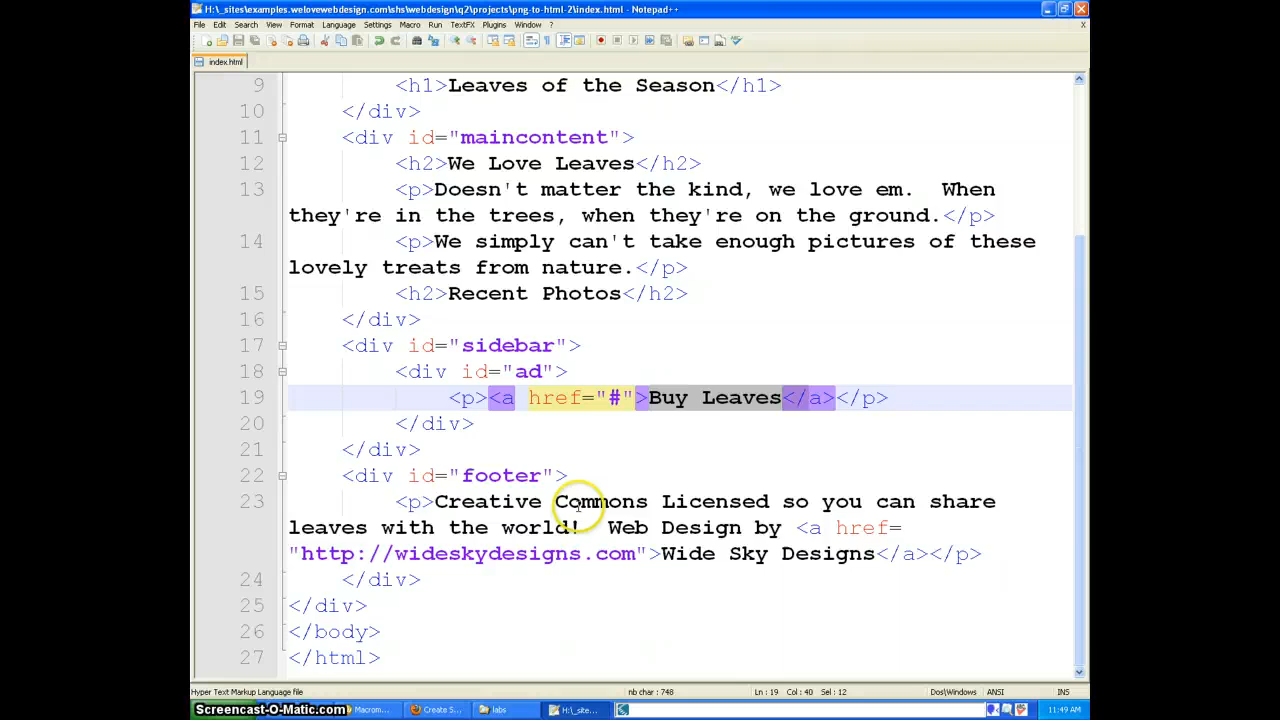 H:\_sites\examples.welovewebdesign.com\shs\webdesign\q2\projects\png-to-html-2\index.html - Notepad++
File Edit Search View Format Language Settings Macro Run TextFX Plugins Window ? X
index.html
9 <h1>Leaves of the Season</h1>
10 </div>
11 <div id="maincontent">
12 <h2>We Love Leaves</h2>
13 <p>Doesn't matter the kind, we love em.  When
they're in the trees, when they're on the ground.</p>
14 <p>We simply can't take enough pictures of these
lovely treats from nature.</p>
15 <h2>Recent Photos</h2>
16 </div>
17 <div id="sidebar">
18 <div id="ad">
19 <p><a href="#">Buy Leaves</a></p>
20 </div>
21 </div>
22 <div id="footer">
23 <p>Creative Commons Licensed so you can share
leaves with the world!  Web Design by <a href=
"http://wideskydesigns.com">Wide Sky Designs</a></p>
24 </div>
25 </div>
26 </body>
27 </html>
Hyper Text Markup Language file nb char : 748 Ln : 19 Col : 40 Sel : 12 Dos\Windows ANSI INS
Screencast-O-Matic.com Macrom... Create S... labs H:\_site... 11:49 AM